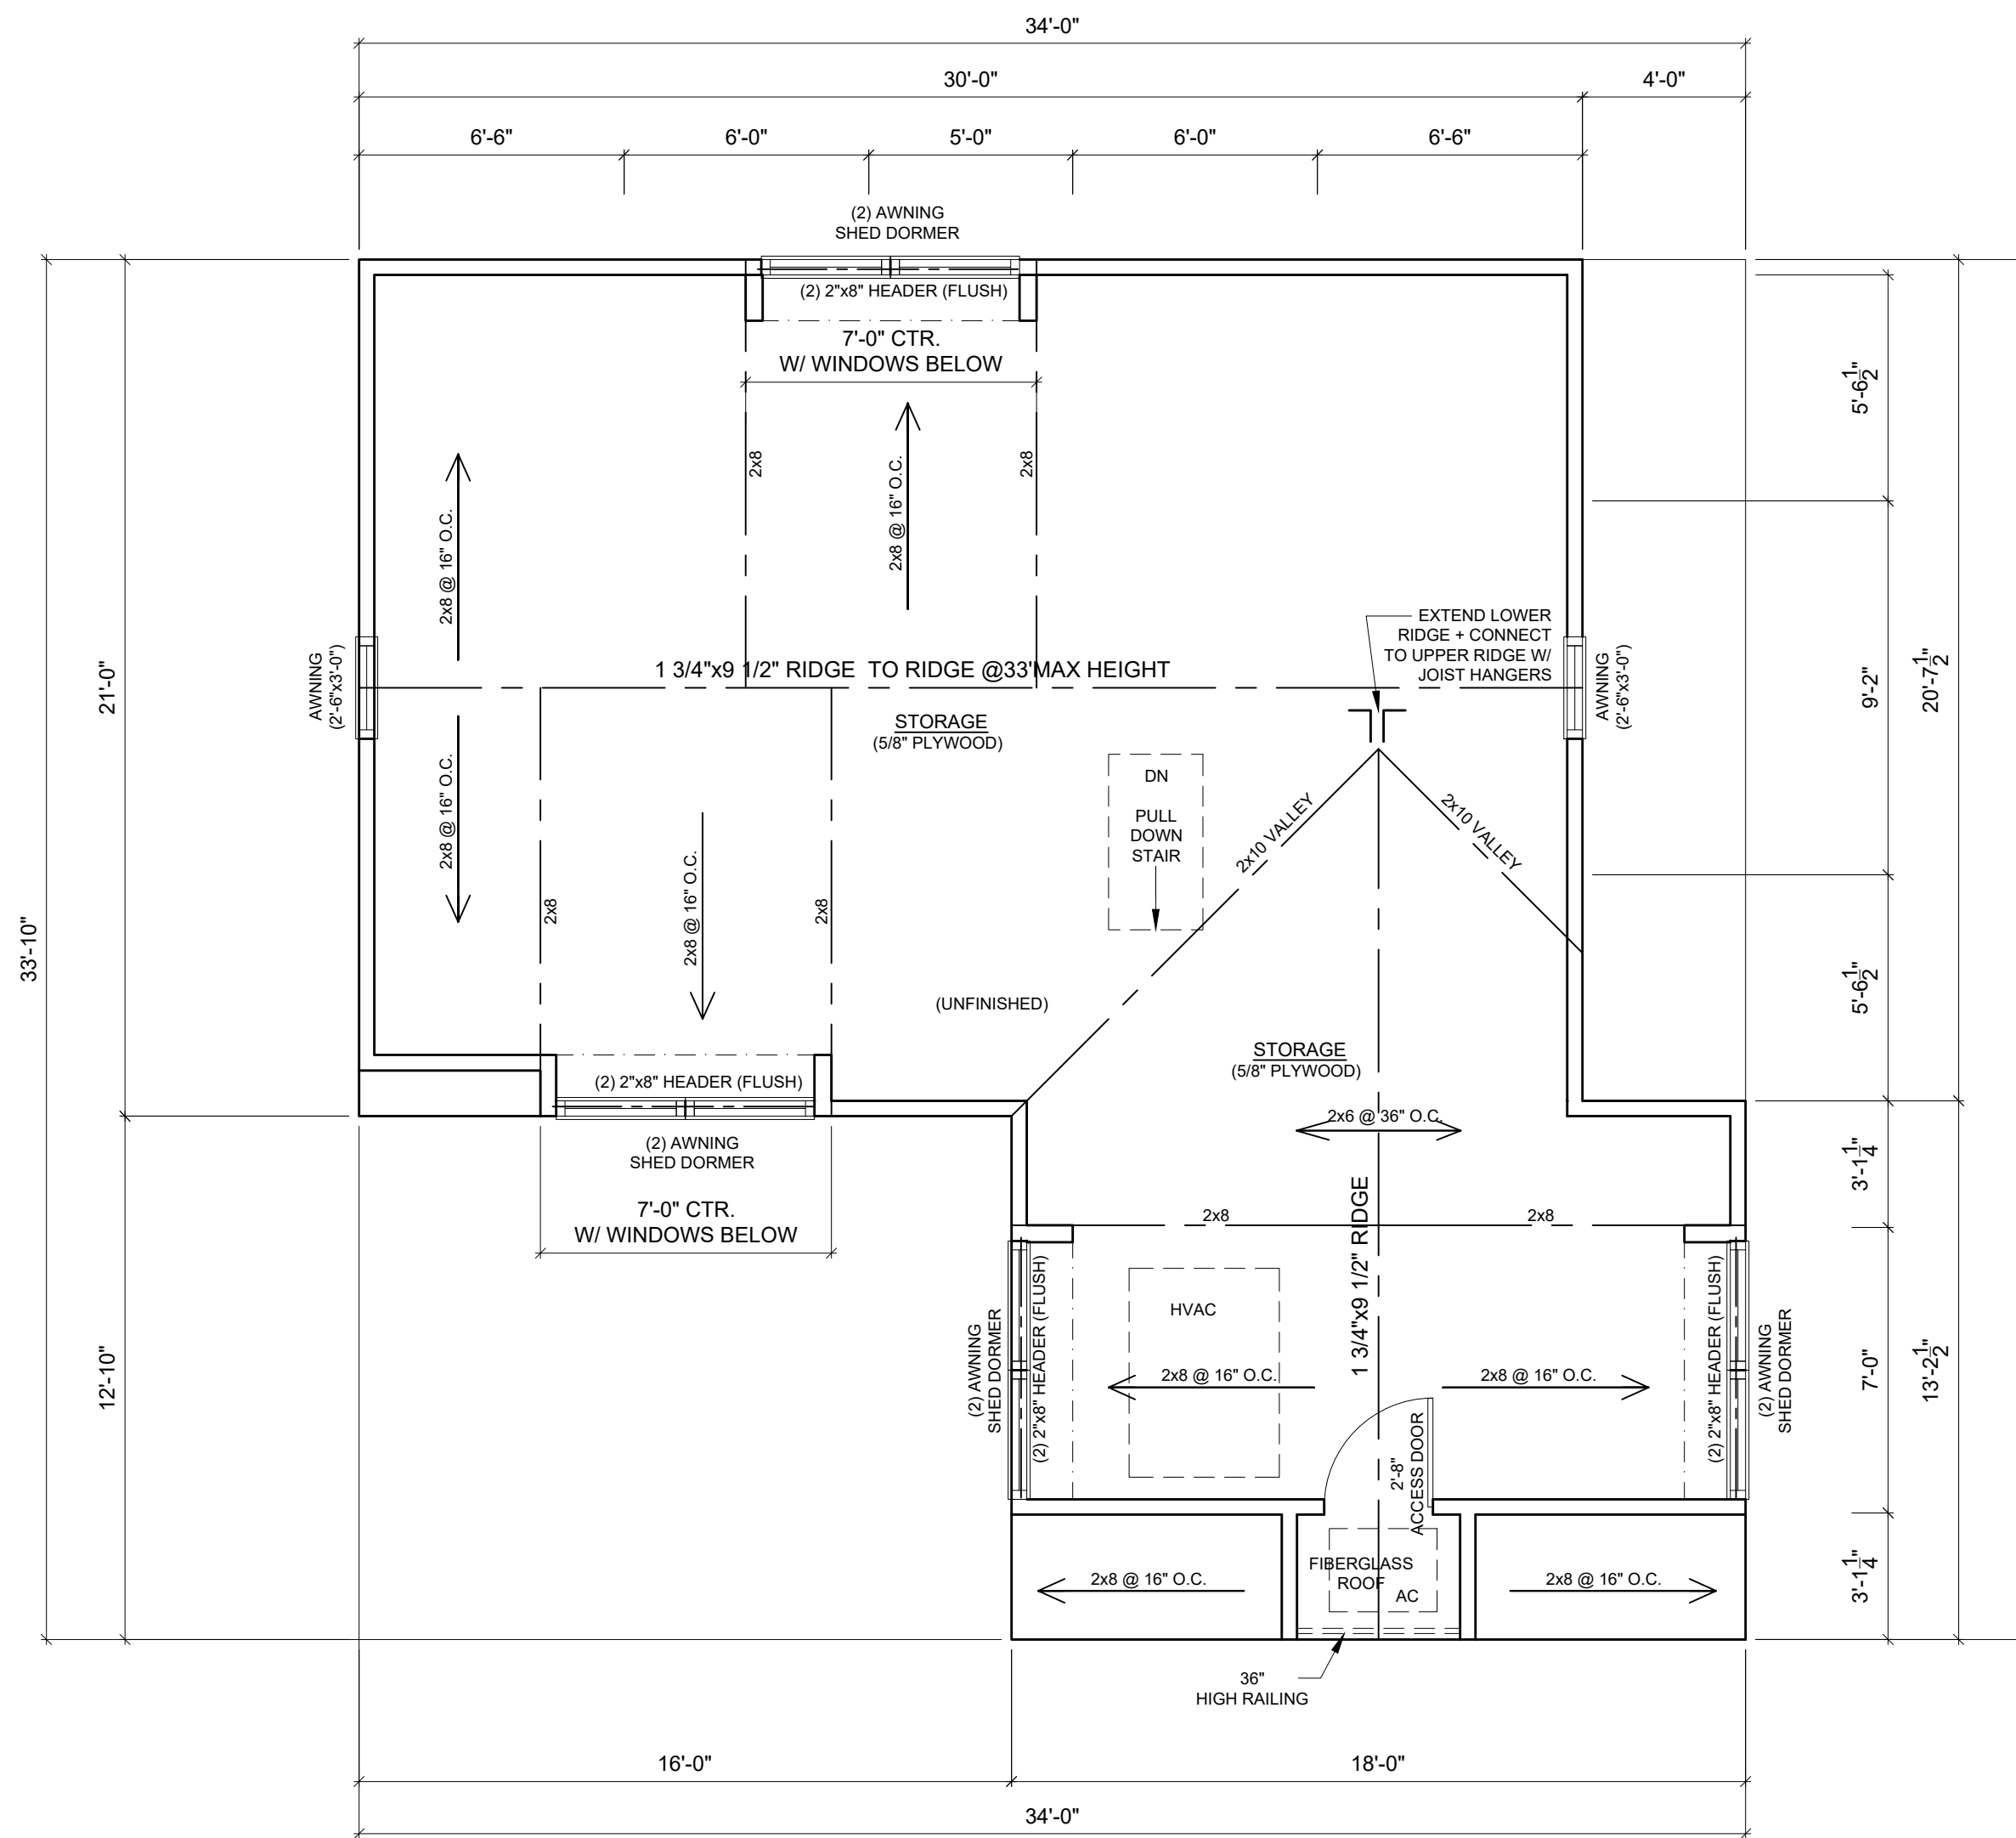 34'-0"
30'-0"
4'-0"
6'-6"
6'-0"
5'-0"
6'-0"
6'-6"
(2) AWNING
SHED DORMER
(2) 2"x8" HEADER (FLUSH)
7'-0" CTR.
W/ WINDOWS BELOW
5'-6 1/2"
2x8
2x8 @ 16" O.C.
2x8
2x8 @ 16" O.C.
EXTEND LOWER
RIDGE + CONNECT
TO UPPER RIDGE W/
JOIST HANGERS
21'-0"
AWNING
(2'-6"x3'-0")
1 3/4"x9 1/2" RIDGE TO RIDGE @33'MAX HEIGHT
AWNING
(2'-6"x3'-0")
9'-2"
20'-7 1/2"
STORAGE
(5/8" PLYWOOD)
DN
PULL
DOWN
STAIR
2x10 VALLEY
2x10 VALLEY
2x8 @ 16" O.C.
2x8
2x8 @ 16" O.C.
2x8
33'-10"
(UNFINISHED)
5'-6 1/2"
STORAGE
(5/8" PLYWOOD)
(2) 2"x8" HEADER (FLUSH)
2x6 @ 36" O.C.
(2) AWNING
SHED DORMER
3'-1 1/4"
7'-0" CTR.
W/ WINDOWS BELOW
2x8
2x8
1 3/4"x9 1/2" RIDGE
HVAC
12'-10"
(2) AWNING
SHED DORMER
(2) 2"x8" HEADER (FLUSH)
2x8 @ 16" O.C.
2x8 @ 16" O.C.
(2) 2"x8" HEADER (FLUSH)
(2) AWNING
SHED DORMER
7'-0"
13'-2 1/2"
2'-8"
ACCESS DOOR
FIBERGLASS
ROOF
AC
2x8 @ 16" O.C.
2x8 @ 16" O.C.
3'-1 1/4"
36"
HIGH RAILING
16'-0"
18'-0"
34'-0"